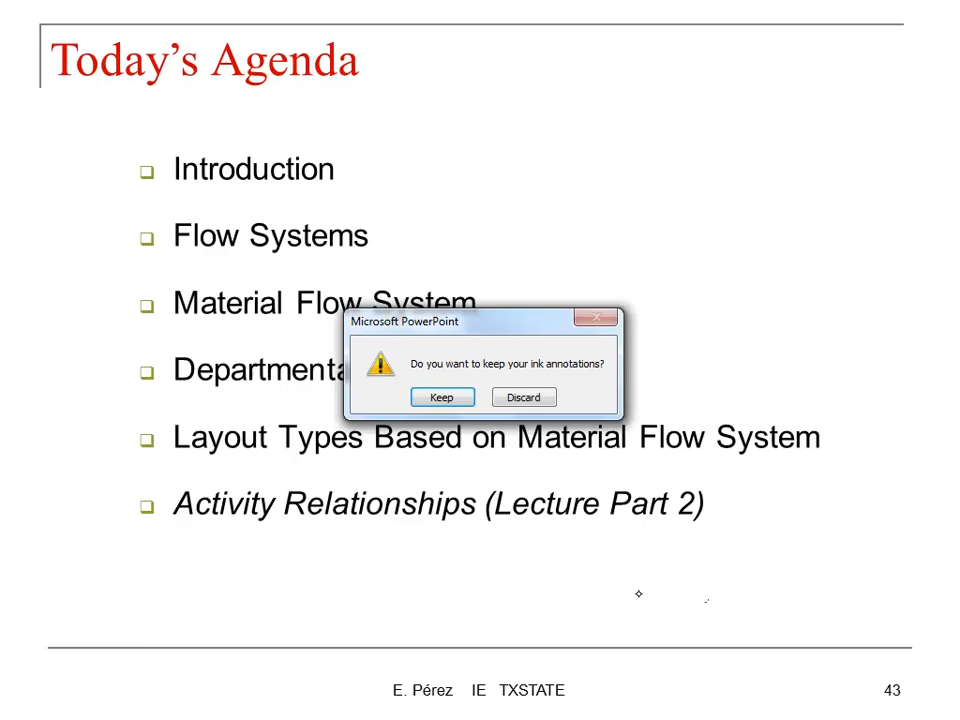 Today’s Agenda
Introduction
Flow Systems
Material Flow System
Microsoft PowerPoint
Do you want to keep your ink annotations?
Keep Discard
Departmenta
Layout Types Based on Material Flow System
Activity Relationships (Lecture Part 2)
E. Pérez IE TXSTATE 43